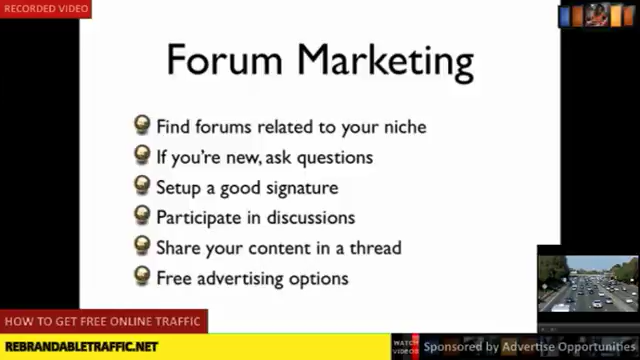 RECORDED VIDEO
Forum Marketing
Find forums related to your niche
If you're new, ask questions
Setup a good signature
Participate in discussions
Share your content in a thread
Free advertising options
HOW TO GET FREE ONLINE TRAFFIC
REBRANDABLETRAFFIC.NET
WATCH
VIDEOS
Sponsored by Advertise Opportunities